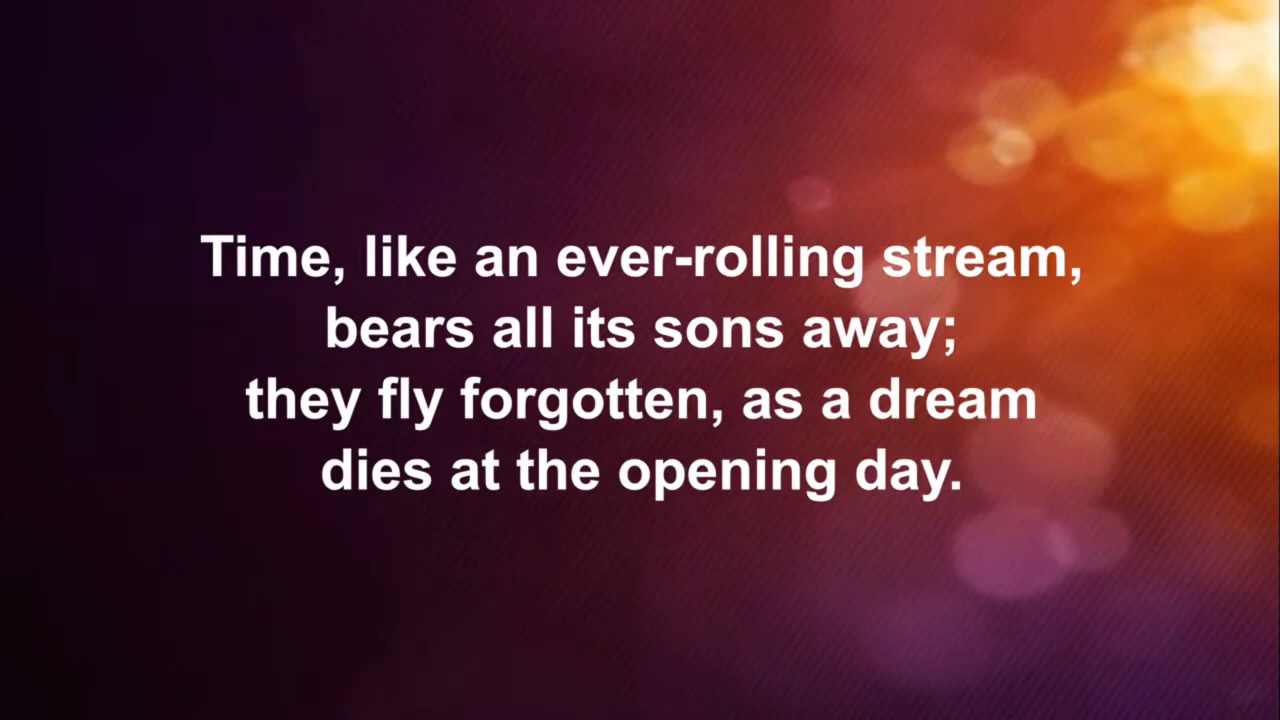 Time, like an ever-rolling stream,
bears all its sons away;
they fly forgotten, as a dream
dies at the opening day.